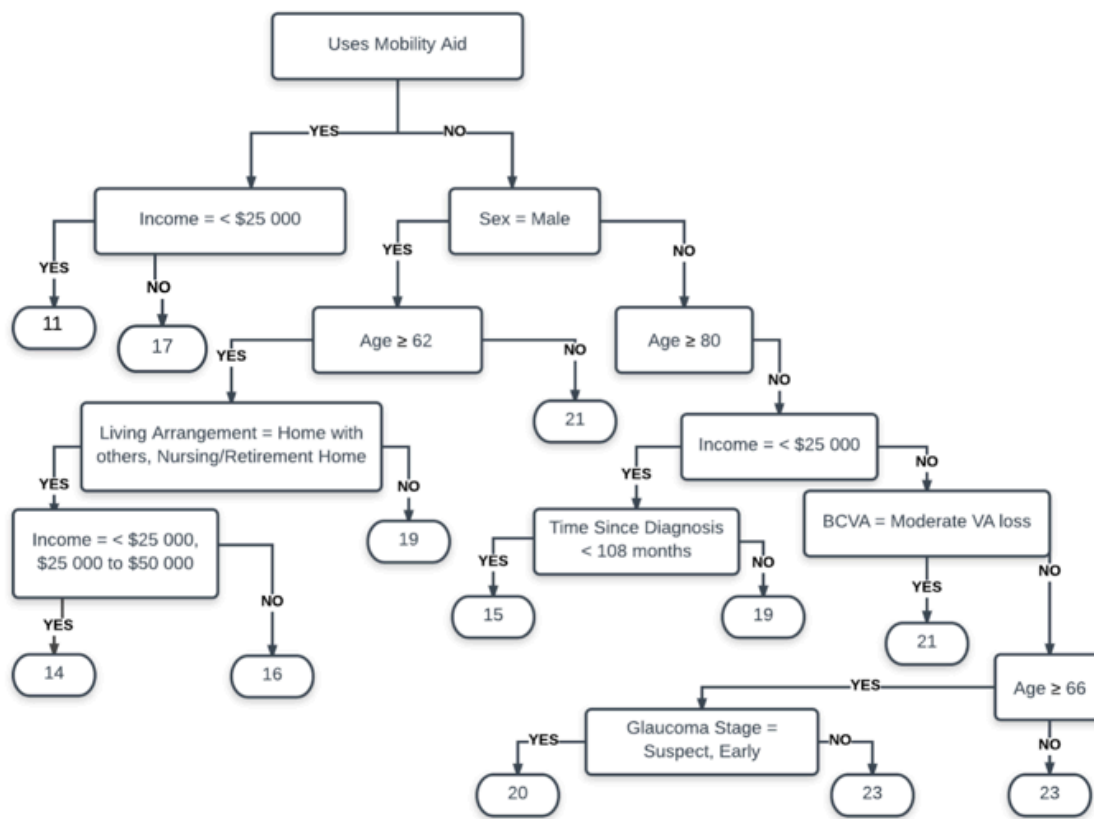 Uses Mobility Aid
YES
NO
Income = < $25 000
Sex = Male
YES
NO
YES
NO
11
17
Age ≥ 62
Age ≥ 80
YES
NO
NO
21
Living Arrangement = Home with
others, Nursing/Retirement Home
Income = < $25 000
YES
NO
YES
NO
19
Income = < $25 000,
$25 000 to $50 000
Time Since Diagnosis
< 108 months
BCVA = Moderate VA loss
YES
NO
YES
NO
YES
NO
14
16
15
19
21
Age ≥ 66
YES
NO
Glaucoma Stage =
Suspect, Early
YES
NO
20
23
23